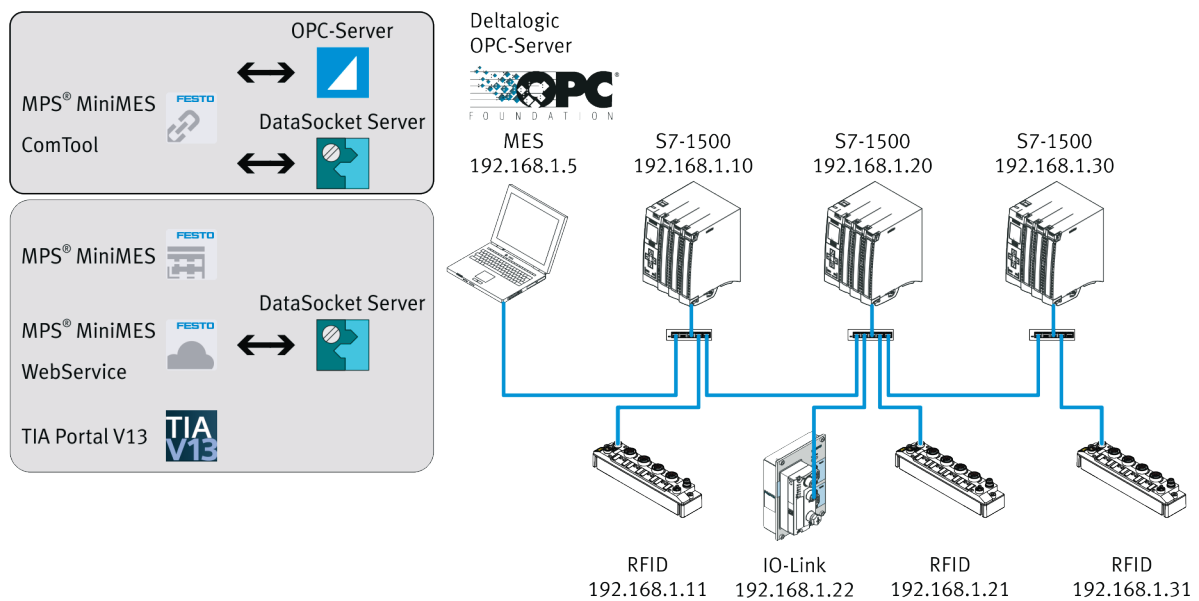 OPC-Server
MPS® MiniMES
ComTool
FESTO
DataSocket Server
MPS® MiniMES
FESTO
DataSocket Server
MPS® MiniMES
WebService
FESTO
TIA Portal V13
TIA
V13
Deltalogic
OPC-Server
OPC®
FOUNDATION
MES
192.168.1.5
S7-1500
192.168.1.10
S7-1500
192.168.1.20
S7-1500
192.168.1.30
RFID
192.168.1.11
IO-Link
192.168.1.22
RFID
192.168.1.21
RFID
192.168.1.31